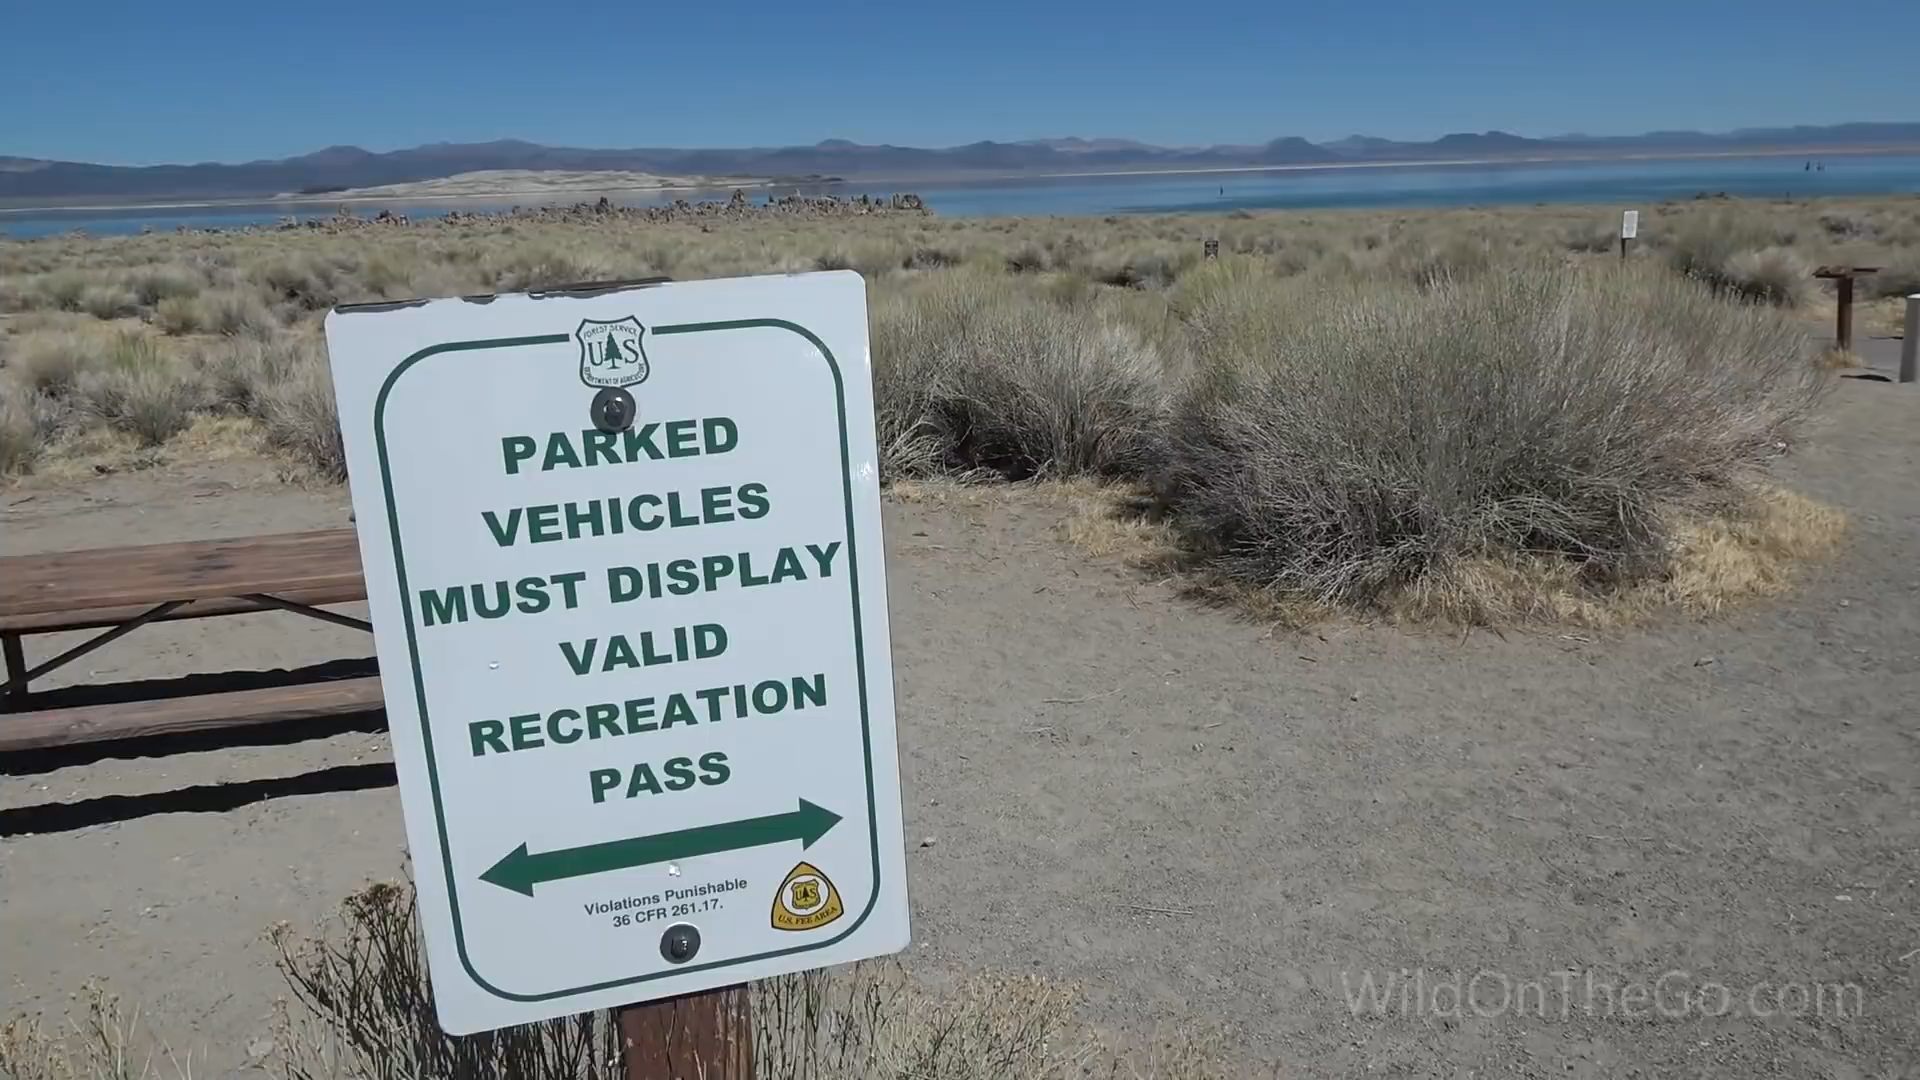 FOREST SERVICE
U S
DEPARTMENT OF AGRICULTURE
PARKED
VEHICLES
MUST DISPLAY
VALID
RECREATION
PASS
Violations Punishable
36 CFR 261.17.
U S
U.S. FEE AREA
WildOnTheGo.com